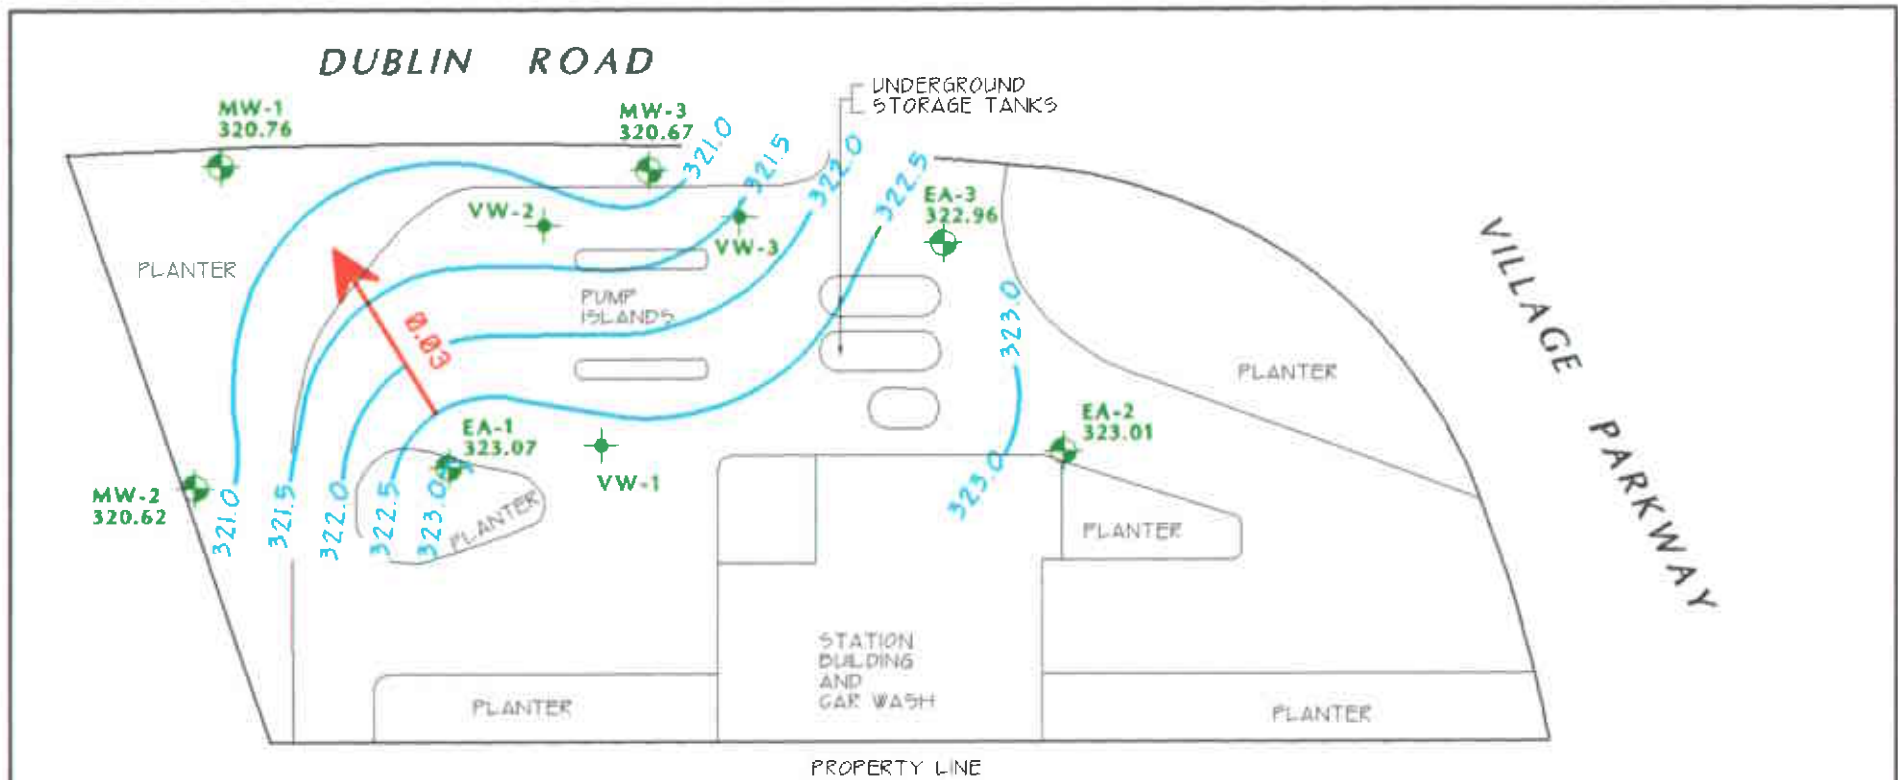 DUBLIN ROAD
UNDERGROUND
STORAGE TANKS
MW-1
320.76
MW-3
320.67
321.0
321.5
322.0
322.5
EA-3
322.96
VW-2
VW-3
PLANTER
PUMP
ISLANDS
0.03
323.0
VILLAGE PARKWAY
PLANTER
EA-1
323.07
EA-2
323.01
VW-1
MW-2
320.62
321.0
321.5
322.0
322.5
323.0
PLANTER
323.0
PLANTER
STATION
BUILDING
AND
CAR WASH
PLANTER
PLANTER
PROPERTY LINE